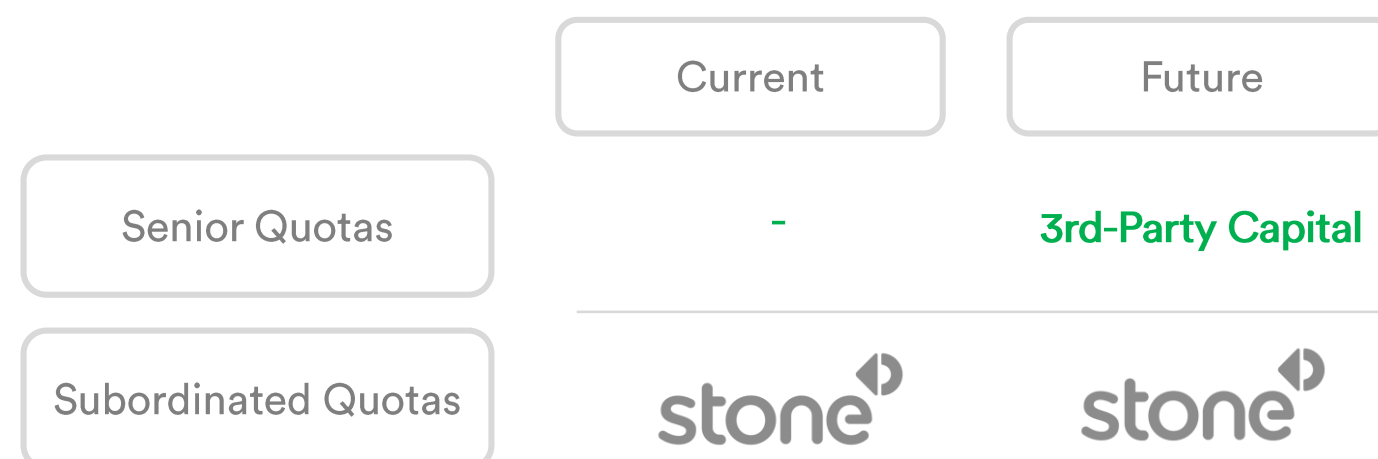 Current Future
Senior Quotas - 3rd-Party Capital
Subordinated Quotas stone stone